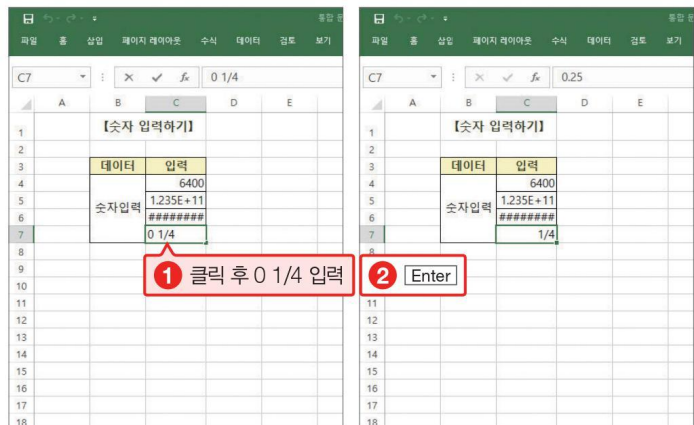 통합 문
파일 홈 삽입 페이지 레이아웃 수식 데이터 검토 보기
C7 fx 0 1/4
A B C D E
1 【숫자 입력하기】
2
3 데이터 입력
4 6400
5 숫자입력 1.235E+11
6 ########
7 0 1/4
8
9
10
11
12
13
14
15
16
17
18
1 클릭 후 0 1/4 입력
통합 문
파일 홈 삽입 페이지 레이아웃 수식 데이터 검토 보기
C7 fx 0.25
A B C D E
1 【숫자 입력하기】
2
3 데이터 입력
4 6400
5 숫자입력 1.235E+11
6 ########
7 1/4
8
11
12
13
14
15
16
17
18
2 Enter